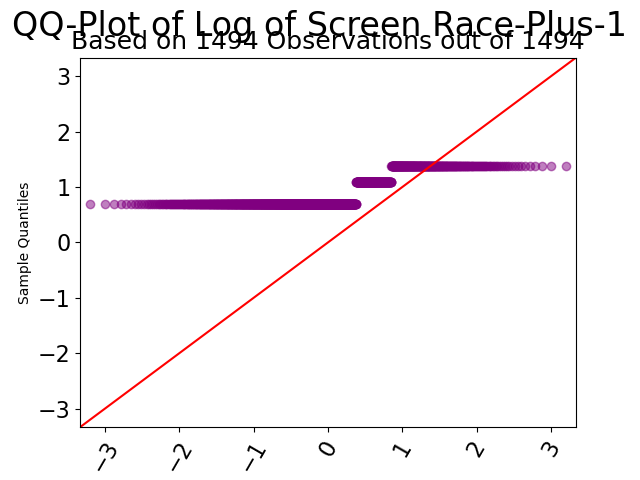 QQ-Plot of Log of Screen Race-Plus-1
Based on 1494 Observations out of 1494
3
2
1
0
−1
−2
−3
Sample Quantiles
−3 −2 −1 0 1 2 3